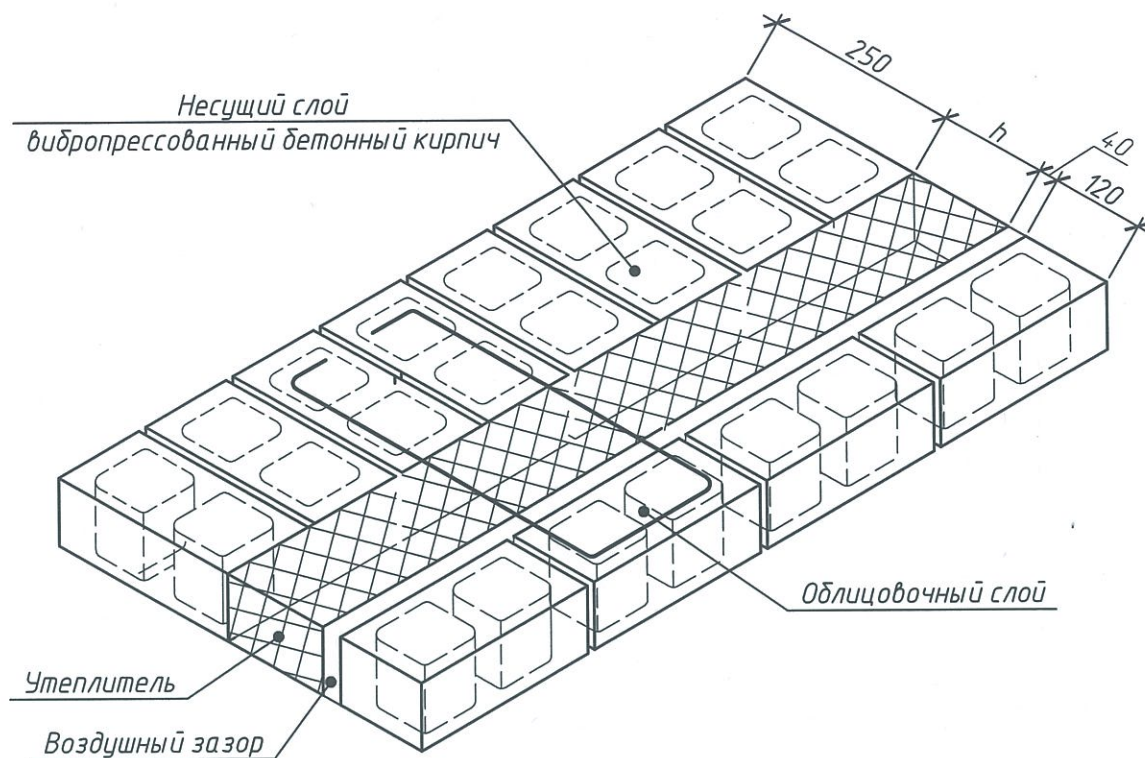 250
h
40
120
Несущий слой
вибропрессованный бетонный кирпич
Облицовочный слой
Утеплитель
Воздушный зазор